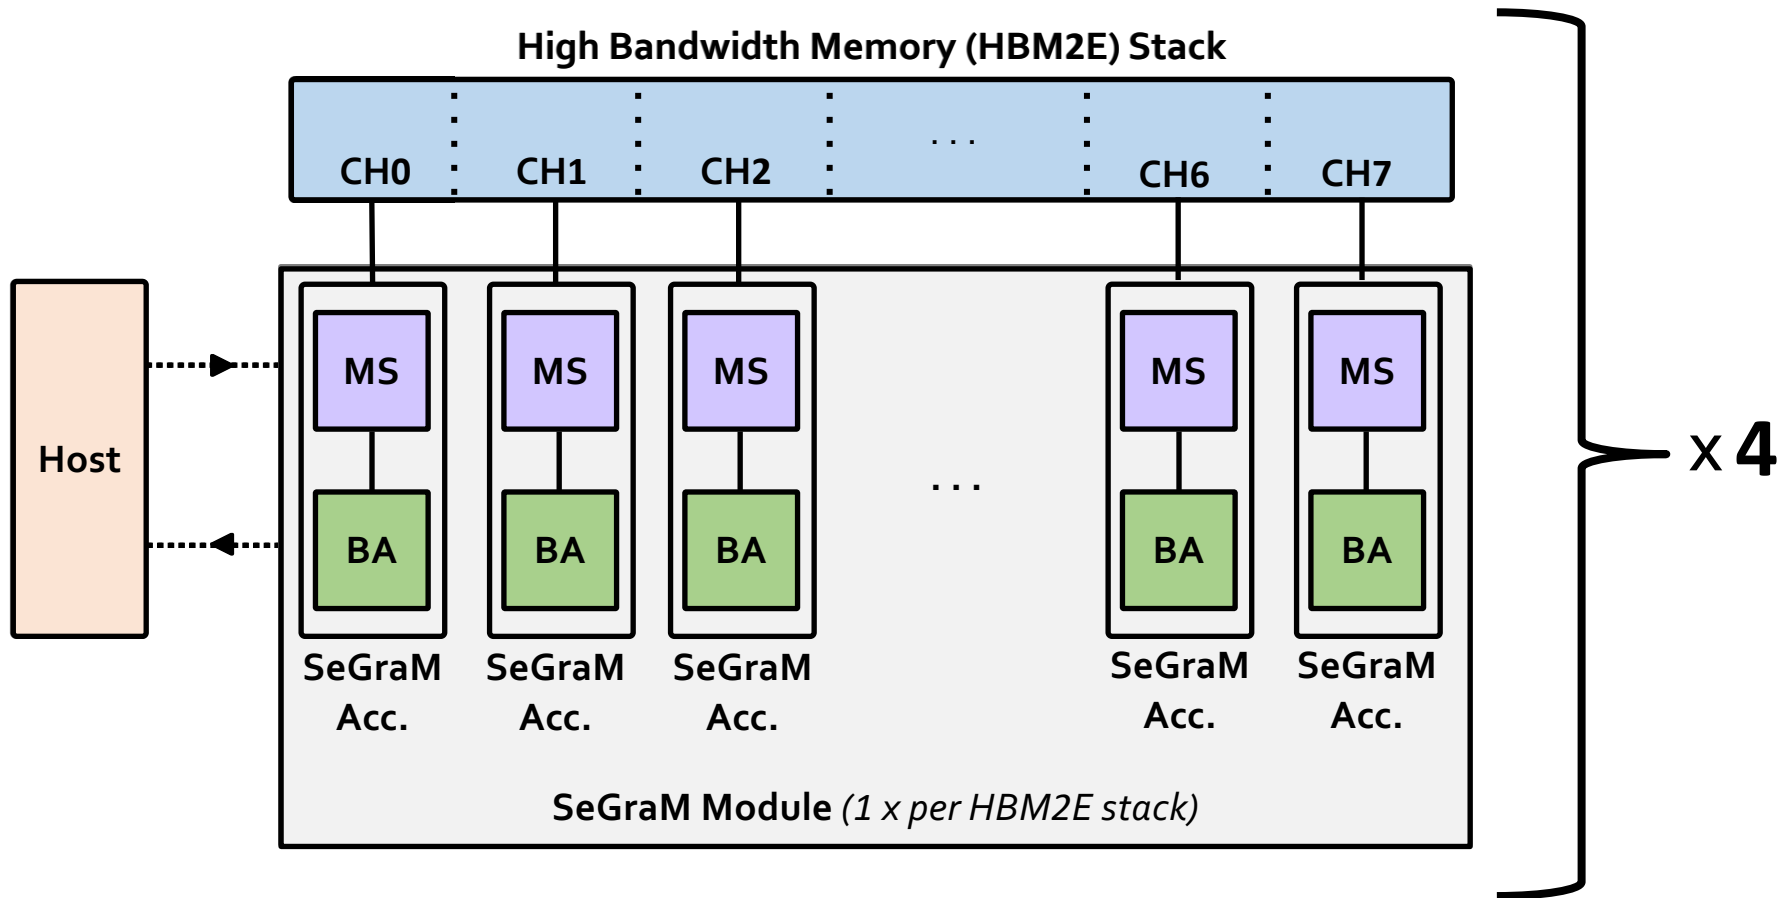 High Bandwidth Memory (HBM2E) Stack
CH0 CH1 CH2 . . . CH6 CH7
Host
MS MS MS MS MS
BA BA BA . . . BA BA
SeGraM SeGraM SeGraM SeGraM SeGraM
Acc. Acc. Acc. Acc. Acc.
SeGraM Module (1 x per HBM2E stack)
x 4